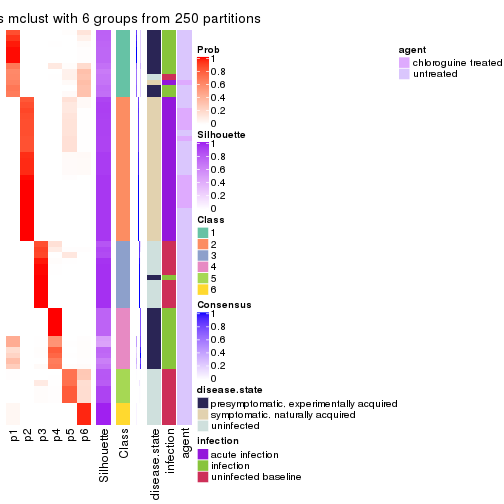 s mclust with 6 groups from 250 partitions
Prob
1
0.8
0.6
0.4
0.2
0
Silhouette
1
0.8
0.6
0.4
0.2
0
Class
1
2
3
4
5
6
Consensus
1
0.8
0.6
0.4
0.2
0
disease.state
presymptomatic, experimentally acquired
symptomatic, naturally acquired
uninfected
infection
acute infection
infection
uninfected baseline
agent
chloroguine treated
untreated
p1
p2
p3
p4
p5
p6
Silhouette
Class
disease.state
infection
agent